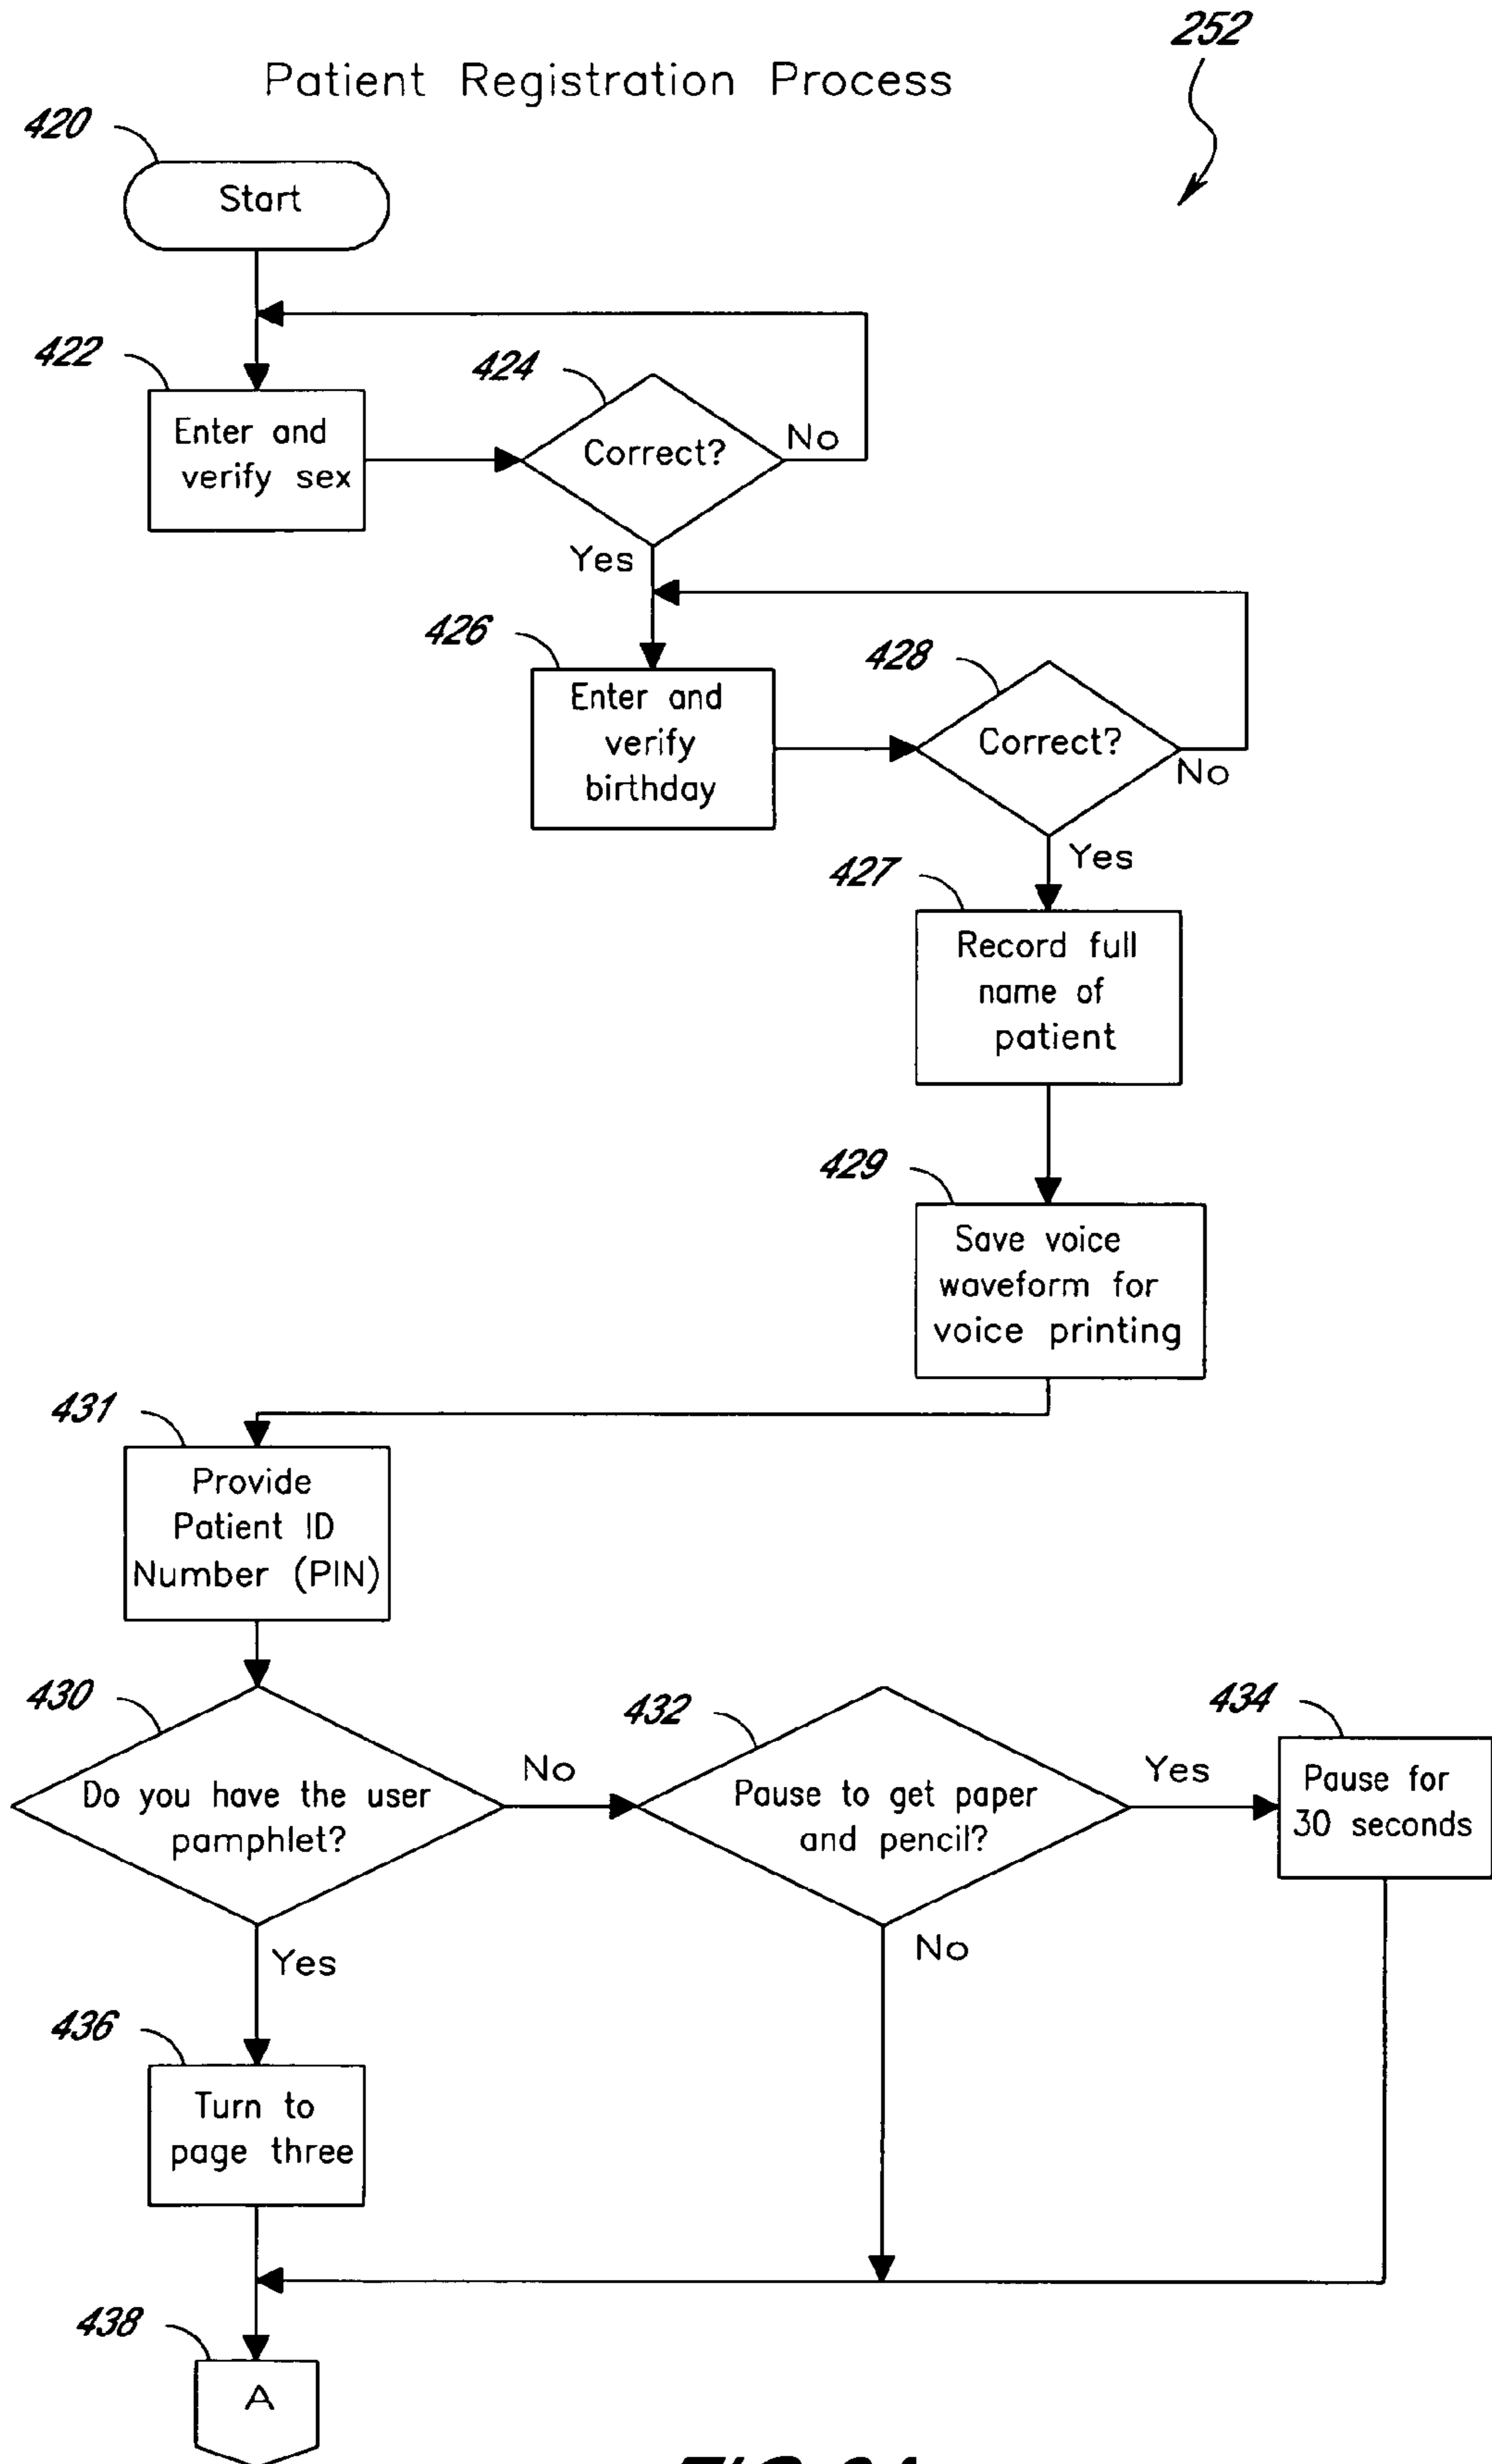 252
Patient Registration Process
420
Start
422
Enter and
verify sex
424
Correct?
No
Yes
426
Enter and
verify
birthday
428
Correct?
No
Yes
427
Record full
name of
patient
429
Save voice
waveform for
voice printing
431
Provide
Patient ID
Number (PIN)
430
Do you have the user
pamphlet?
No
432
Pause to get paper
and pencil?
Yes
434
Pause for
30 seconds
Yes
No
436
Turn to
page three
438
A